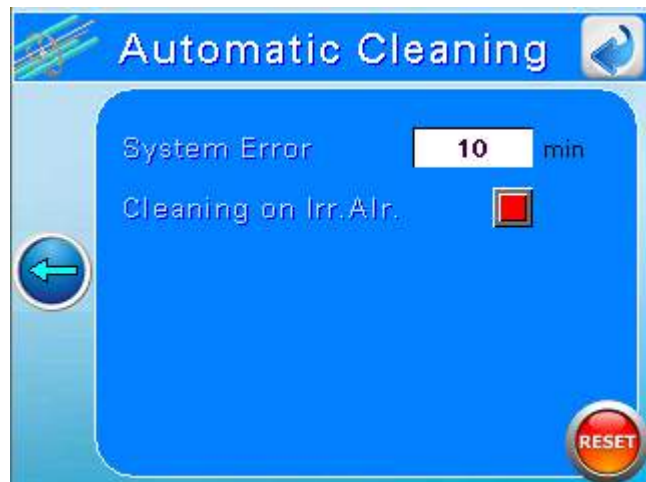 Automatic Cleaning
System Error 10 min
Cleaning on Irr.Alr.
RESET